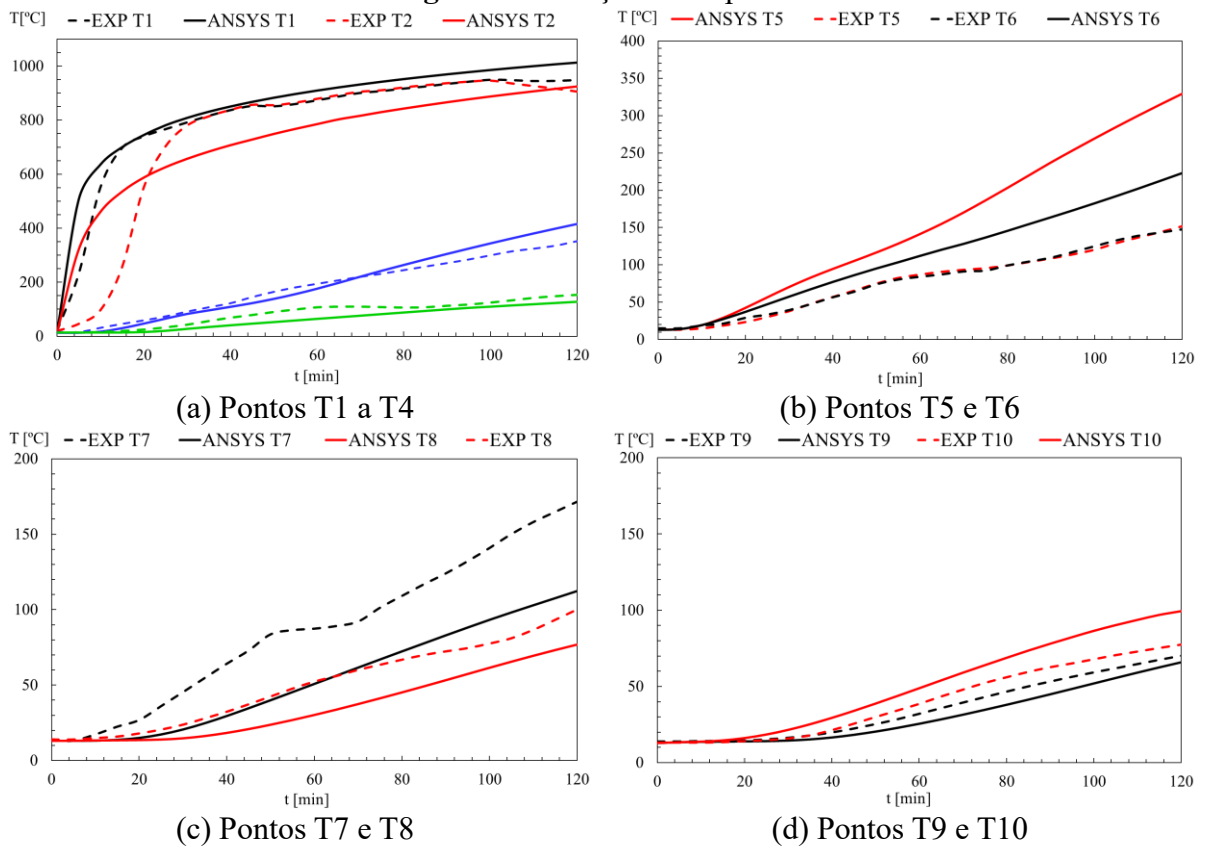 T[ºC] EXP T1 ANSYS T1 EXP T2 ANSYS T2
1000
800
600
400
200
0
0 20 40 60 80 100 120
t [min]
(a) Pontos T1 a T4
ANSYS T5 EXP T5 EXP T6 ANSYS T6
T [ºC]
400
350
300
250
200
150
100
50
0
0 20 40 60 80 100 120
t [min]
(b) Pontos T5 e T6
T [ºC] EXP T7 ANSYS T7 ANSYS T8 EXP T8
200
150
100
50
0
0 20 40 60 80 100 120
t [min]
(c) Pontos T7 e T8
T [ºC] EXP T9 ANSYS T9 EXP T10 ANSYS T10
200
150
100
50
0
0 20 40 60 80 100 120
t [min]
(d) Pontos T9 e T10